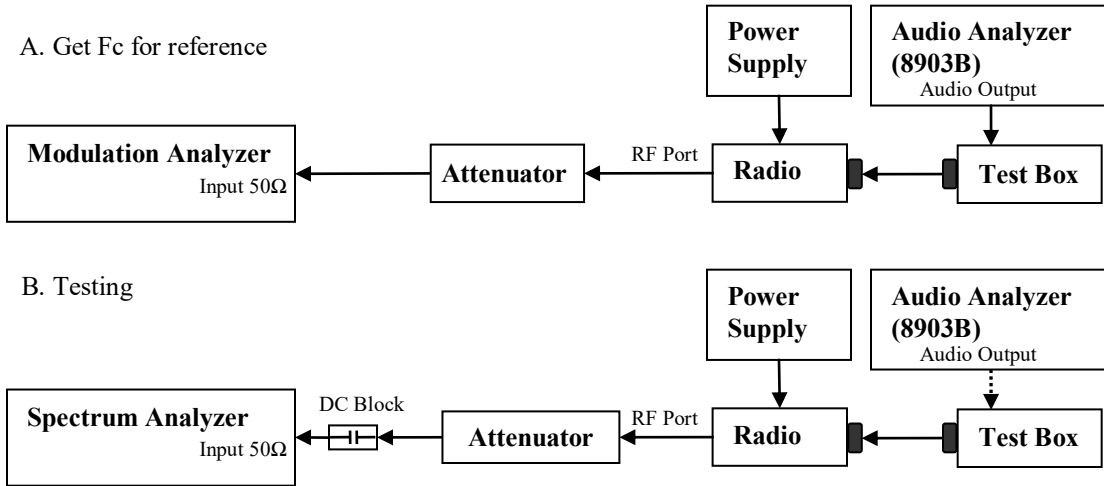 A. Get Fc for reference
Power
Supply
Audio Analyzer
(8903B)
Audio Output
Modulation Analyzer
Input 50Ω
Attenuator
RF Port
Radio
Test Box
B. Testing
Power
Supply
Audio Analyzer
(8903B)
Audio Output
Spectrum Analyzer
Input 50Ω
DC Block
Attenuator
RF Port
Radio
Test Box